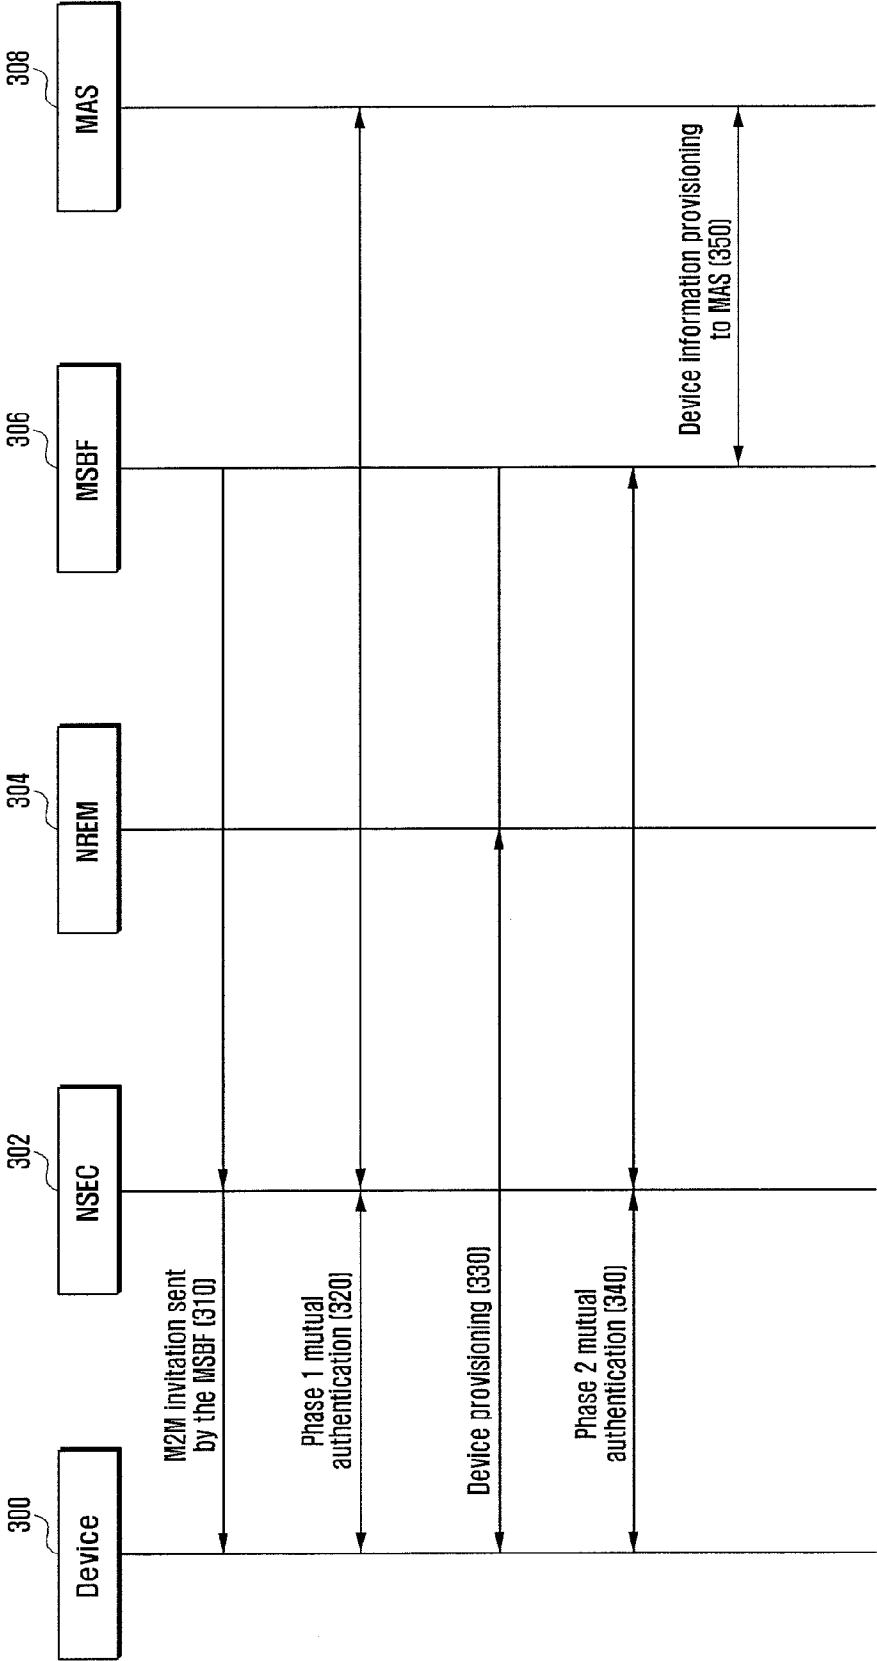 300
302
304
306
308
Device
NSEC
NREM
MSBF
MAS
M2M invitation sent
by the MSBF (310)
Phase 1 mutual
authentication (320)
Device provisioning (330)
Phase 2 mutual
authentication (340)
Device information provisioning
to MAS (350)